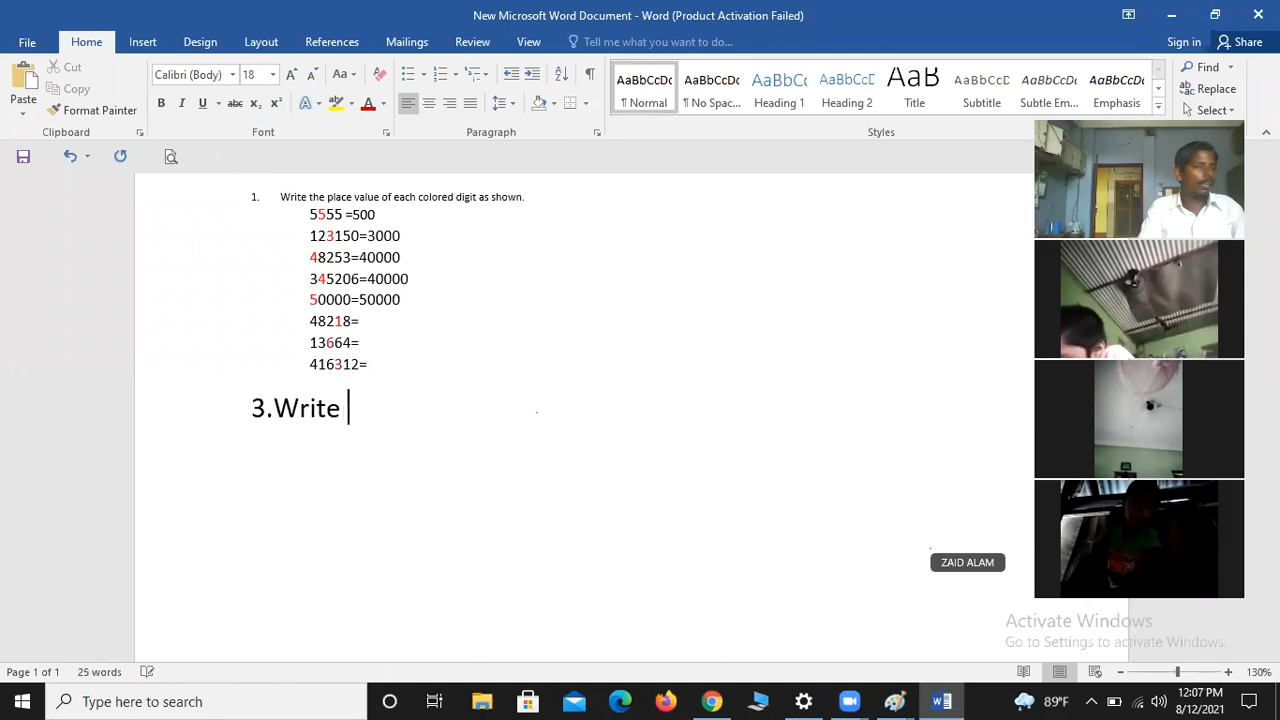 New Microsoft Word Document - Word (Product Activation Failed)
File Home Insert Design Layout References Mailings Review View Tell me what you want to do... Sign in Share
Paste Cut Copy Format Painter Clipboard
Calibri (Body) 18 Font
Paragraph
AaBbCcDc ¶ Normal
AaBbCcDc ¶ No Spac...
AaBbCc Heading 1
AaBbCcD Heading 2
AaB Title
AaBbCcD Subtitle
AaBbCcDc Subtle Em...
AaBbCcDc Emphasis
Styles
Find
Replace
Select
1. Write the place value of each colored digit as shown.
5555 =500
123150=3000
48253=40000
345206=40000
50000=50000
48218=
13664=
416312=
3.Write
ZAID ALAM
Activate Windows
Go to Settings to activate Windows.
Page 1 of 1 25 words 130%
Type here to search 89°F 12:07 PM
8/12/2021